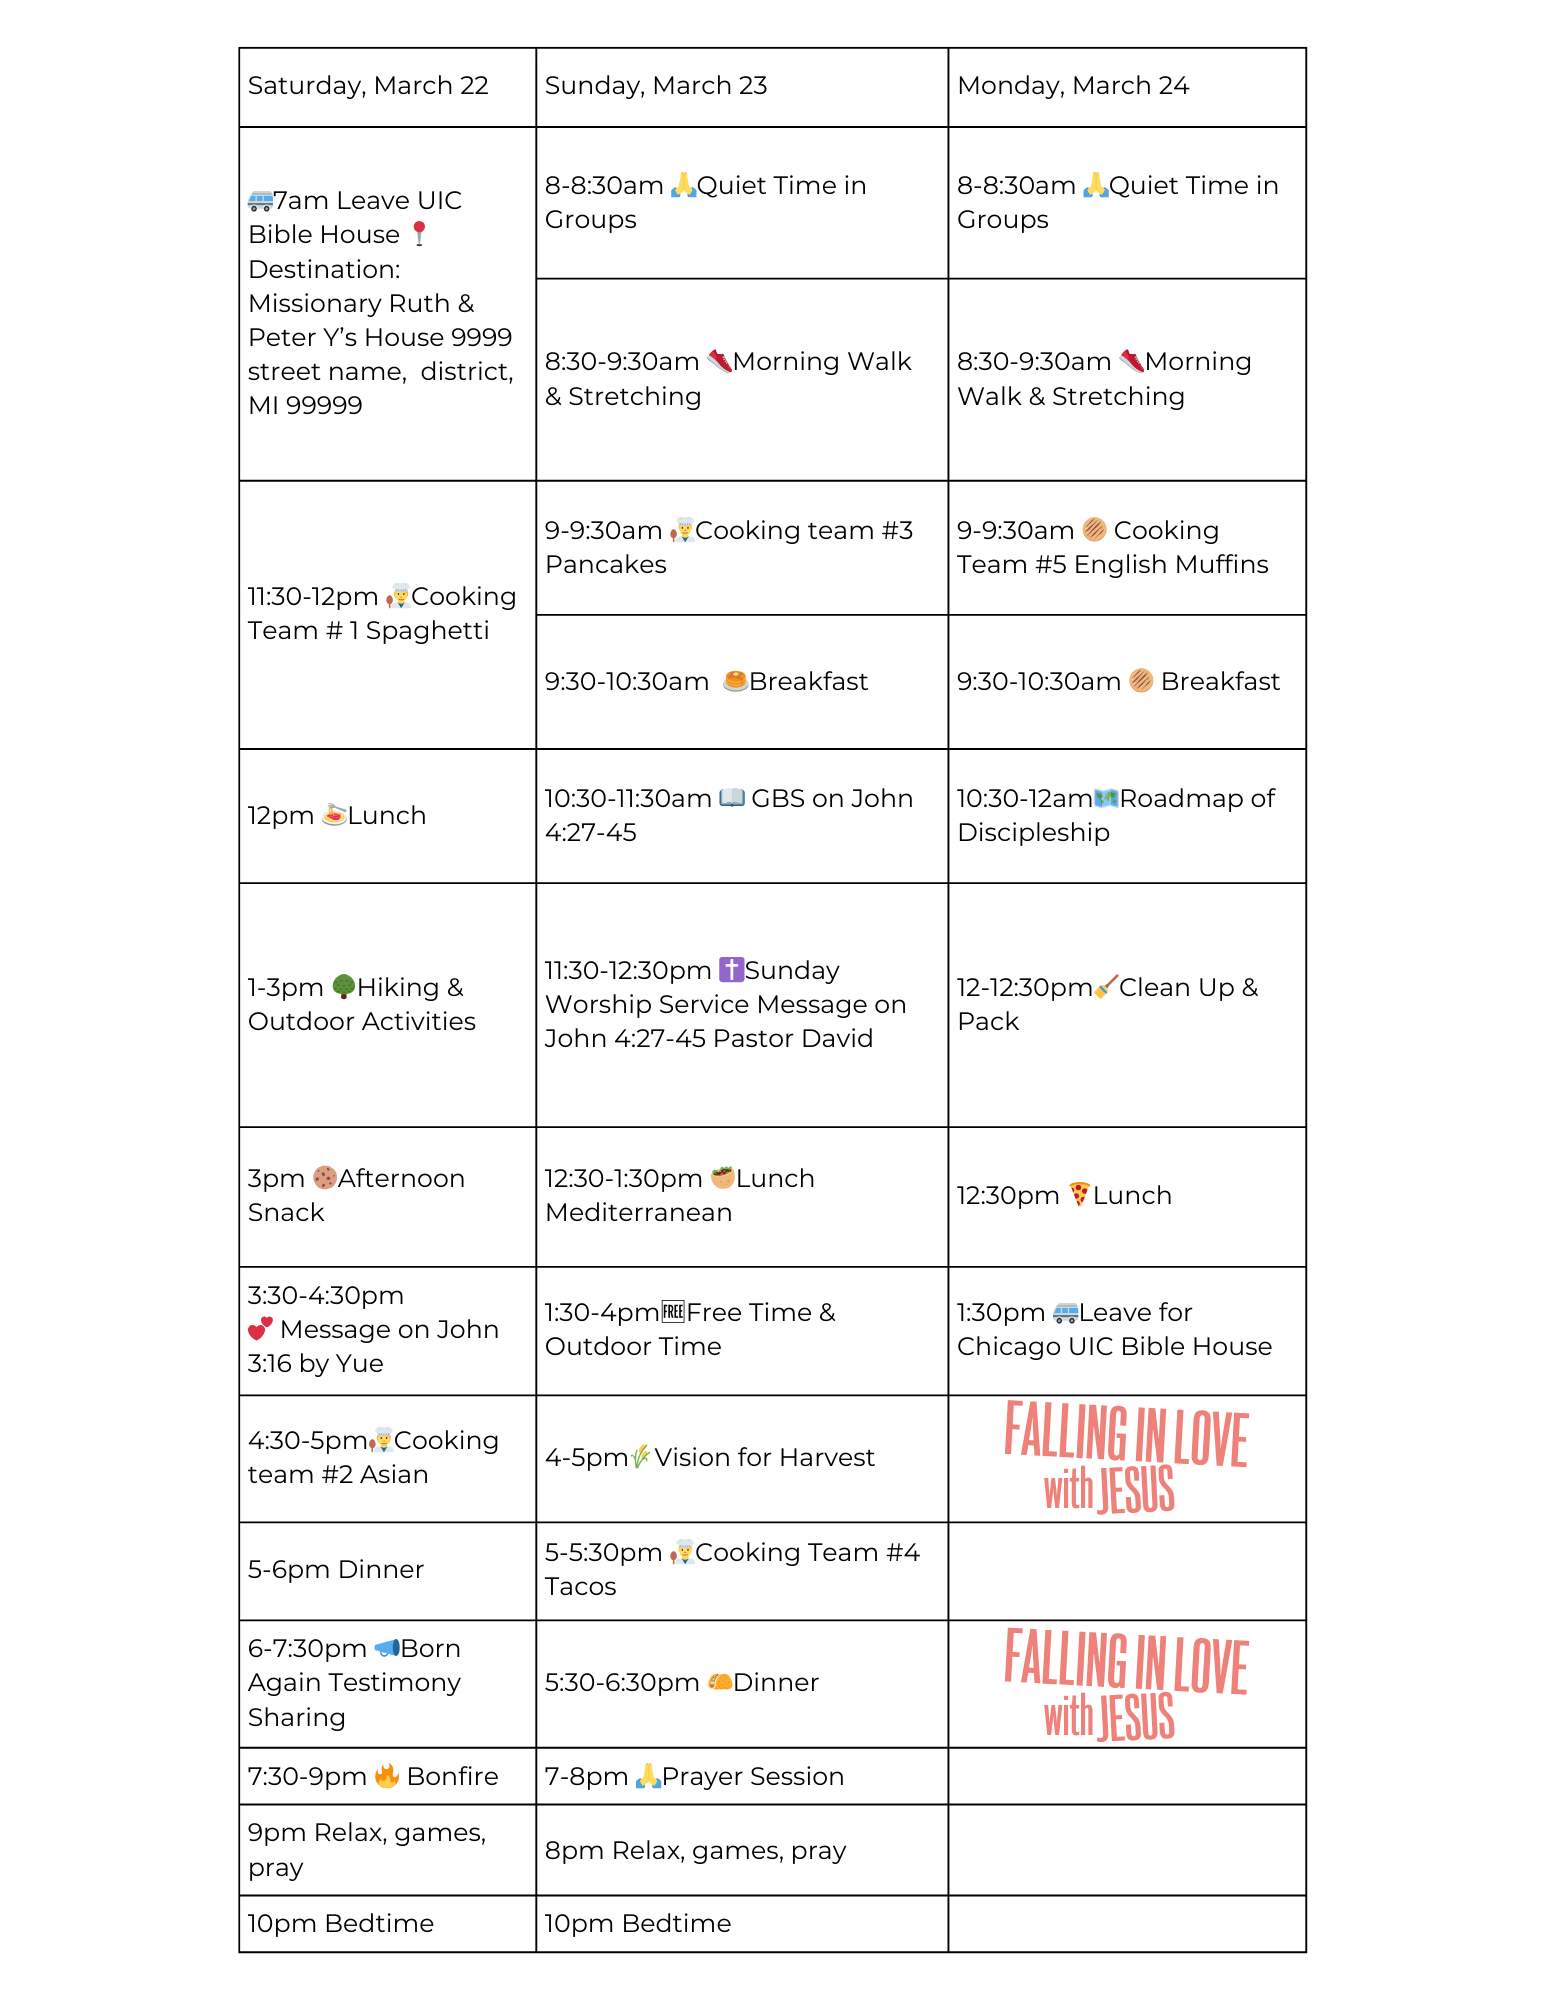 Saturday, March 22
Sunday, March 23
Monday, March 24
🚐7am Leave UIC
Bible House 📍
Destination:
Missionary Ruth &
Peter Y’s House 9999
street name,  district,
MI 99999
8-8:30am 🙏Quiet Time in
Groups
8-8:30am 🙏Quiet Time in
Groups
8:30-9:30am 👟Morning Walk
& Stretching
8:30-9:30am 👟Morning
Walk & Stretching
11:30-12pm 👨‍🍳Cooking
Team # 1 Spaghetti
9-9:30am 👨‍🍳Cooking team #3
Pancakes
9-9:30am 🫓 Cooking
Team #5 English Muffins
9:30-10:30am  🥞Breakfast
9:30-10:30am 🫓 Breakfast
12pm 🍝Lunch
10:30-11:30am 📖 GBS on John
4:27-45
10:30-12am🗺️Roadmap of
Discipleship
1-3pm 🌳Hiking &
Outdoor Activities
11:30-12:30pm ✝️Sunday
Worship Service Message on
John 4:27-45 Pastor David
12-12:30pm🧹Clean Up &
Pack
3pm 🍪Afternoon
Snack
12:30-1:30pm 🥙Lunch
Mediterranean
12:30pm 🍕Lunch
3:30-4:30pm
💕 Message on John
3:16 by Yue
1:30-4pm🆓Free Time &
Outdoor Time
1:30pm 🚐Leave for
Chicago UIC Bible House
4:30-5pm👨‍🍳Cooking
team #2 Asian
4-5pm🌾Vision for Harvest
FALLING IN LOVE
with JESUS
5-6pm Dinner
5-5:30pm 👨‍🍳Cooking Team #4
Tacos
6-7:30pm 📣Born
Again Testimony
Sharing
5:30-6:30pm 🌮Dinner
FALLING IN LOVE
with JESUS
7:30-9pm 🔥 Bonfire
7-8pm 🙏Prayer Session
9pm Relax, games,
pray
8pm Relax, games, pray
10pm Bedtime
10pm Bedtime